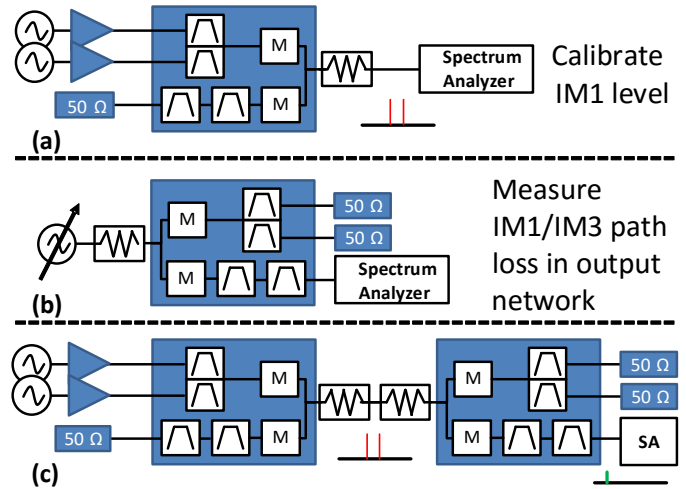 M
Spectrum
Analyzer
Calibrate
IM1 level
50 Ω
M
(a)
Measure
IM1/IM3 path
loss in output
network
M
50 Ω
50 Ω
M
Spectrum
Analyzer
(b)
M
M
50 Ω
50 Ω
50 Ω
M
M
SA
(c)